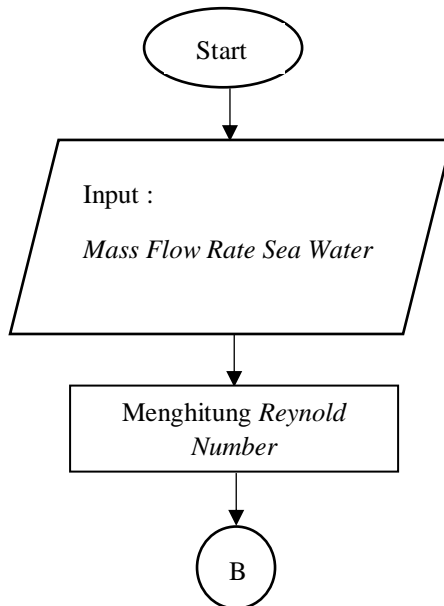 Start
Input :
Mass Flow Rate Sea Water
Menghitung Reynold
Number
B